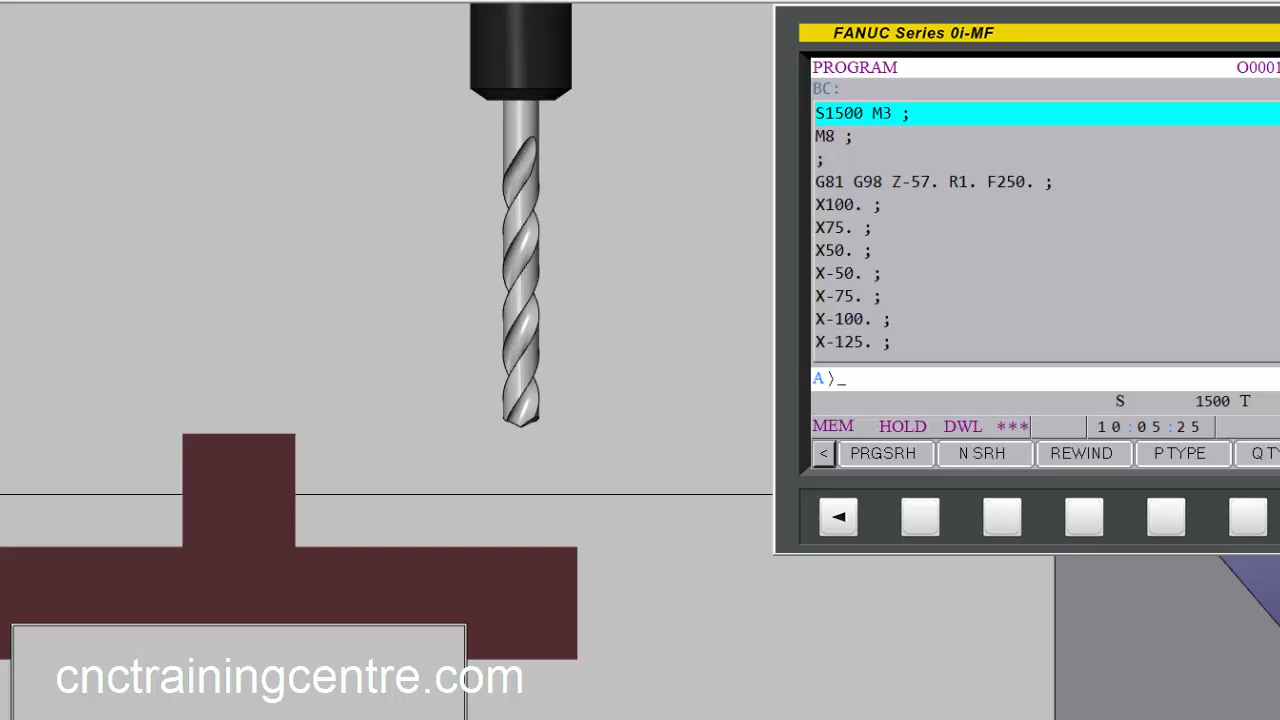 FANUC Series 0i-MF
PROGRAM O0001
BC:
S1500 M3 ;
M8 ;
;
G81 G98 Z-57. R1. F250. ;
X100. ;
X75. ;
X50. ;
X-50. ;
X-75. ;
X-100. ;
X-125. ;
A〉_
S 1500 T
MEM HOLD DWL *** 10:05:25
< PRGSRH N SRH REWIND P TYPE Q TY
cnctrainingcentre.com